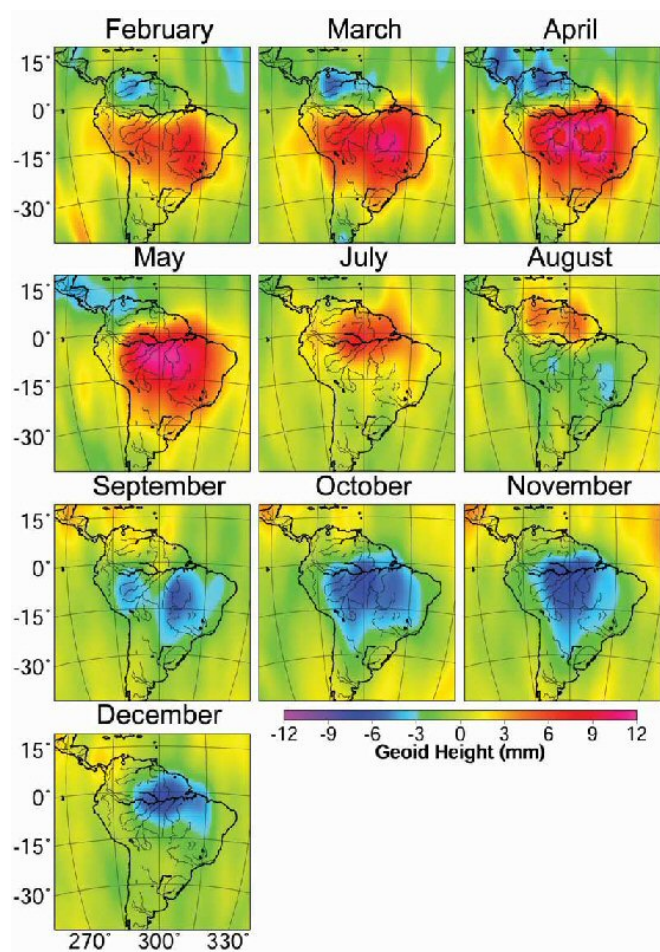 February March April
15° 0° -15° -30°
May July August
15° 0° -15° -30°
September October November
15° 0° -15° -30°
-12 -9 -6 -3 0 3 6 9 12
Geoid Height (mm)
December
15° 0° -15° -30°
270° 300° 330°